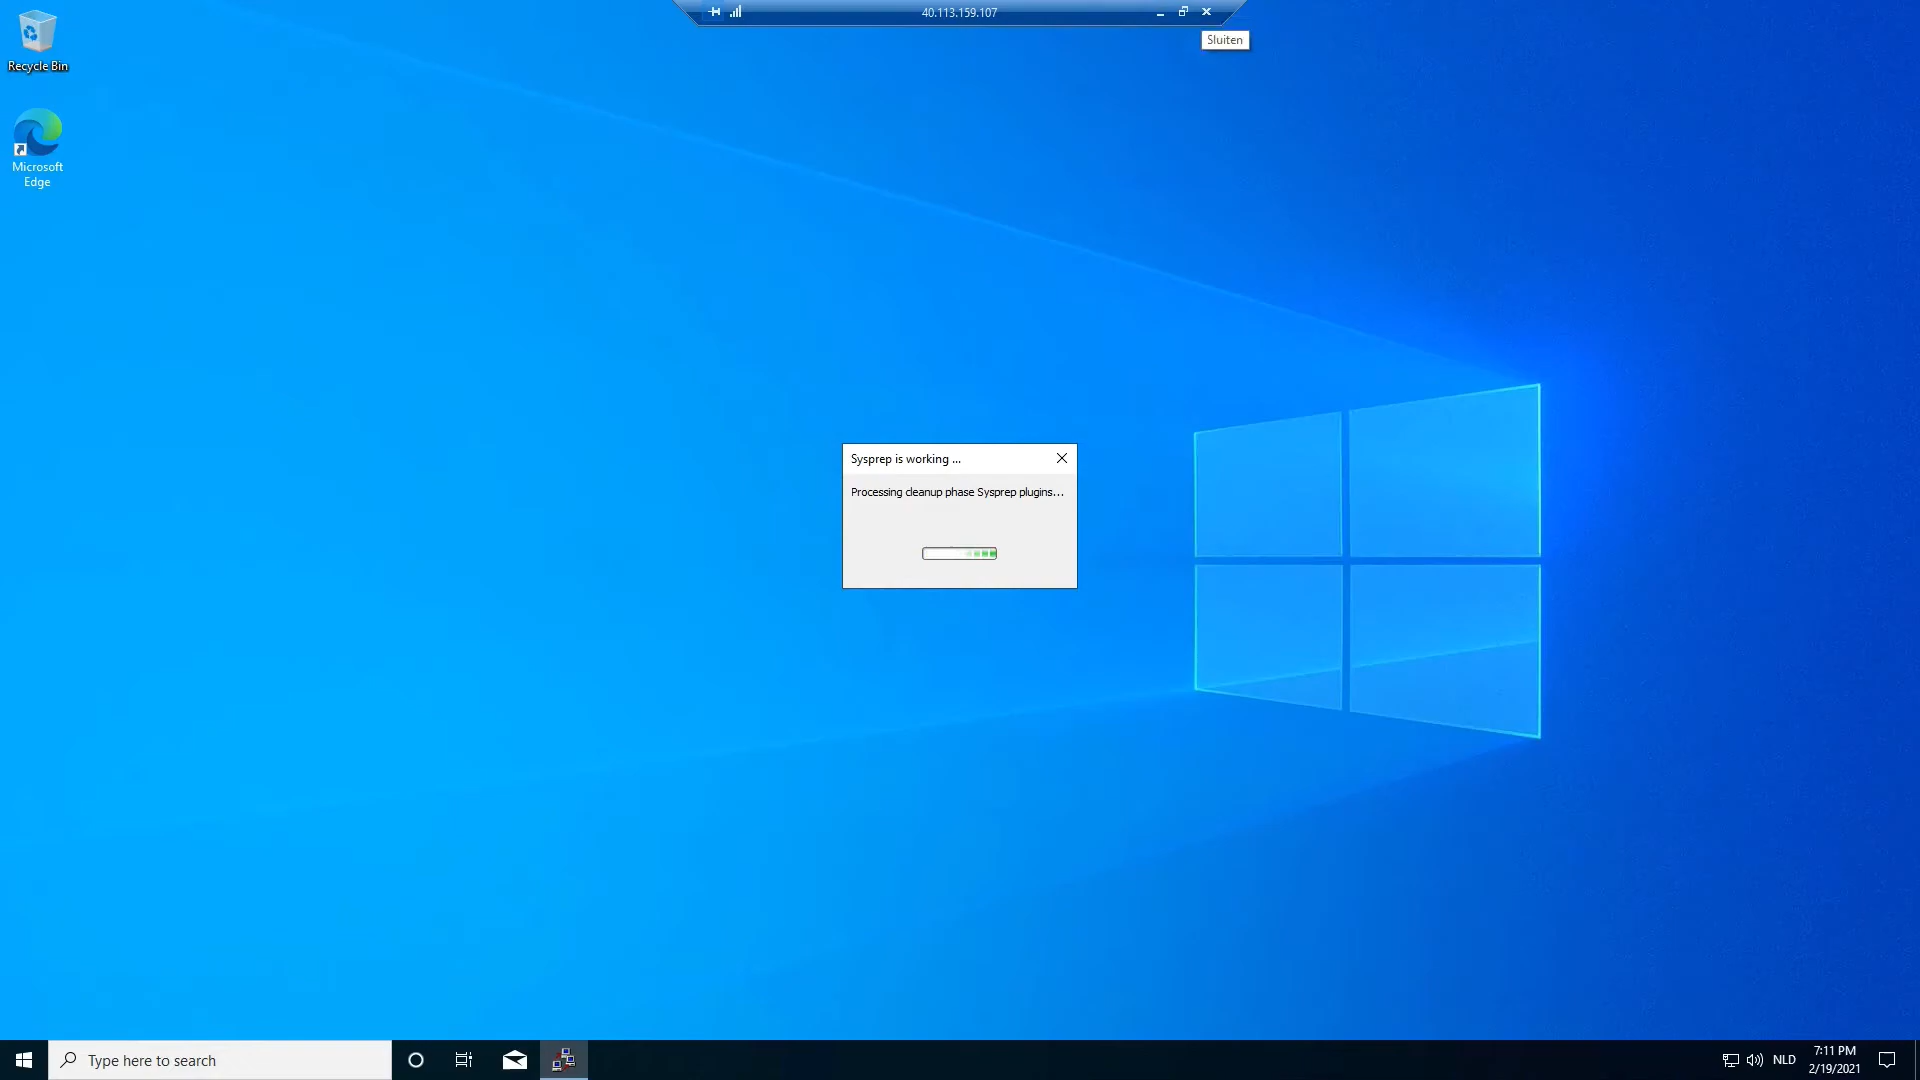 40.113.159.107
Sluiten
Recycle Bin
Microsoft
Edge
Sysprep is working ...
Processing cleanup phase Sysprep plugins...
Type here to search
NLD
7:11 PM
2/19/2021